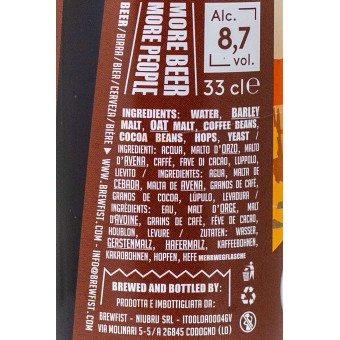 BEER / BIRRA / BIER / CERVEZA / BIÈRE
MORE BEER
MORE PEOPLE
WWW.BREWFIST.COM - INFO@BREWFIST.COM
Alc.
8,7
vol.
33 cl e
INGREDIENTS: WATER, BARLEY
MALT, OAT MALT, COFFEE BEANS,
COCOA BEANS, HOPS, YEAST /
INGREDIENTI: ACQUA, MALTO D'ORZO, MALTO
D'AVENA, CAFFÈ, FAVE DI CACAO, LUPPOLO,
LIEVITO / INGREDIENTES: AGUA, MALTA DE
CEBADA, MALTA DE AVENA, GRANOS DE CAFÉ,
GRANOS DE COCOA, LÚPULO, LEVADURA /
INGRÉDIENTS: EAU, MALT D'ORGE, MALT
D'AVOINE, GRAINS DE CAFÉ, FÈVE DE CACAO,
HOUBLON, LEVURE / ZUTATEN: WASSER,
GERSTENMALZ, HAFERMALZ, KAFFEEBOHNEN,
KAKAOBOHNEN, HOPFEN, HEFE MEHRWEGFLASCHE
BREWED AND BOTTLED BY:
PRODOTTA E IMBOTTIGLIATA DA:
BREWFIST - NIUBRU SRL - IT00LOA00046V
VIA MOLINARI 5-5/A 26845 CODOGNO (LO)